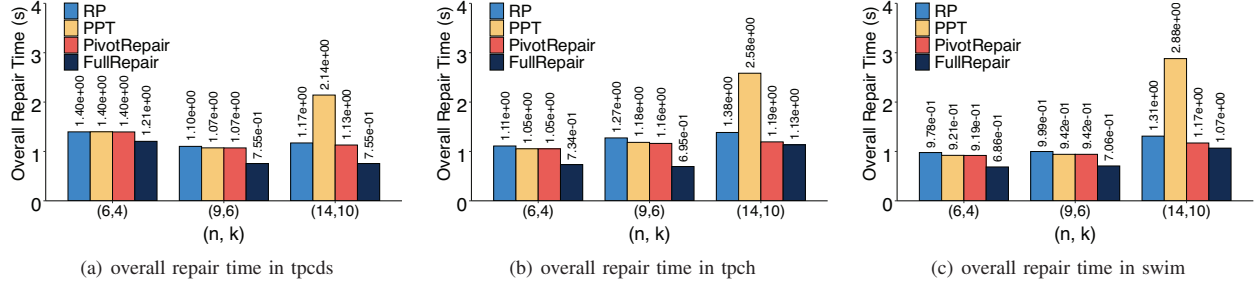 Overall Repair Time (s)
4
3
2
1
0
RP
PPT
PivotRepair
FullRepair
1.40e+00
1.40e+00
1.40e+00
1.21e+00
1.10e+00
1.07e+00
1.07e+00
7.55e-01
1.17e+00
2.14e+00
1.13e+00
7.55e-01
(6,4)
(9,6)
(14,10)
(n, k)
(a) overall repair time in tpcds
Overall Repair Time (s)
4
3
2
1
0
RP
PPT
PivotRepair
FullRepair
1.11e+00
1.05e+00
1.05e+00
7.34e-01
1.27e+00
1.18e+00
1.16e+00
6.95e-01
1.38e+00
2.58e+00
1.19e+00
1.13e+00
(6,4)
(9,6)
(14,10)
(n, k)
(b) overall repair time in tpch
Overall Repair Time (s)
4
3
2
1
0
RP
PPT
PivotRepair
FullRepair
9.78e-01
9.21e-01
9.19e-01
6.86e-01
9.99e-01
9.42e-01
9.42e-01
7.06e-01
1.31e+00
2.88e+00
1.17e+00
1.07e+00
(6,4)
(9,6)
(14,10)
(n, k)
(c) overall repair time in swim